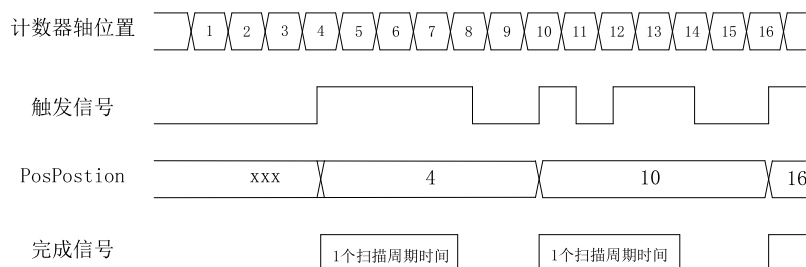 计数器轴位置 1 2 3 4 5 6 7 8 9 10 11 12 13 14 15 16
触发信号
PosPostion xxx 4 10 16
完成信号 1个扫描周期时间 1个扫描周期时间